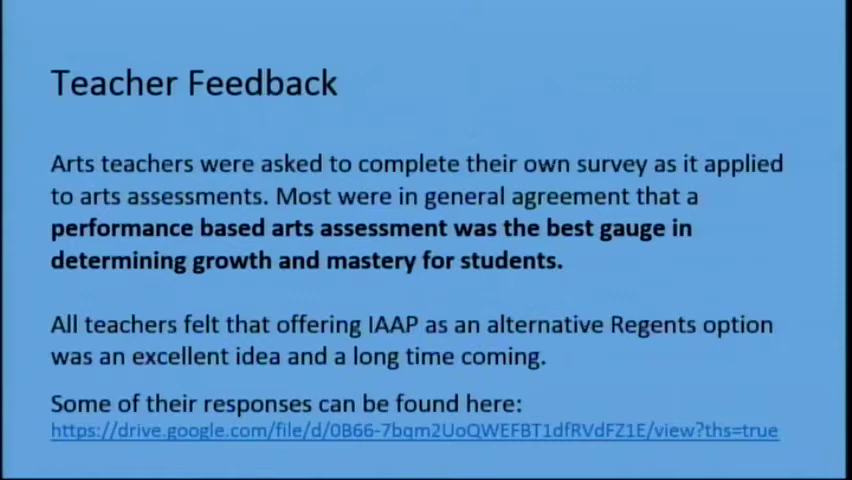 Teacher Feedback
Arts teachers were asked to complete their own survey as it applied
to arts assessments. Most were in general agreement that a
performance based arts assessment was the best gauge in
determining growth and mastery for students.
All teachers felt that offering IAAP as an alternative Regents option
was an excellent idea and a long time coming.
Some of their responses can be found here:
https://drive.google.com/file/d/0B66-7bqm2UoQWEFBT1dfRVdFZ1E/view?ths=true